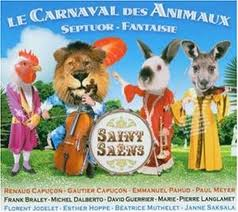 LE CARNAVAL DES ANIMAUX
SEPTUOR - FANTAISIE
SAINT
SAËNS
RENAUD CAPUÇON - GAUTIER CAPUÇON - EMMANUEL PAHUD - PAUL MEYER
FRANK BRALEY - MICHEL DALBERTO - DAVID GUERRIER - MARIE-PIERRE LANGLAMET
FLORENT JODELET - ESTHER HOPPE - BÉATRICE MUTHELET - JANNE SAKSALA